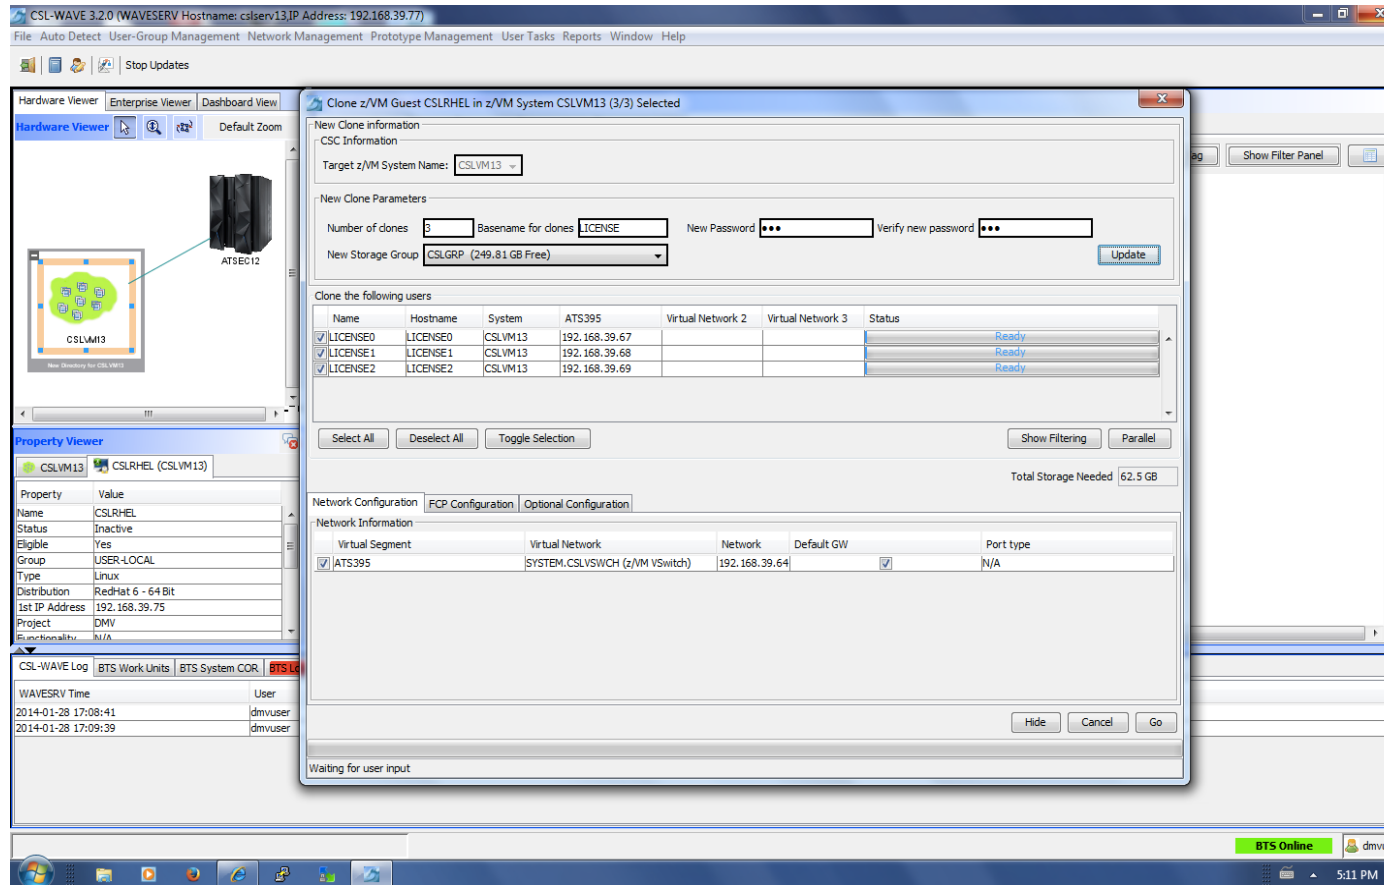 CSL-WAVE 3.2.0 (WAVESERV Hostname: cslserv13,IP Address: 192.168.39.77)
File Auto Detect User-Group Management Network Management Prototype Management User Tasks Reports Window Help
Stop Updates
Hardware Viewer Enterprise Viewer Dashboard View
Hardware Viewer Default Zoom
ATSEC12
CSLVM13
New Directory for CSLVM13
Property Viewer
CSLVM13 CSLRHEL (CSLVM13)
Property Value
Name CSLRHEL
Status Inactive
Eligible Yes
Group USER-LOCAL
Type Linux
Distribution RedHat 6 - 64 Bit
1st IP Address 192.168.39.75
Project DMV
Functionality N/A
CSL-WAVE Log BTS Work Units BTS System COR
WAVESRV Time User
2014-01-28 17:08:41 dmvuser
2014-01-28 17:09:39 dmvuser
Clone z/VM Guest CSLRHEL in z/VM System CSLVM13 (3/3) Selected
New Clone information
CSC Information
Target z/VM System Name: CSLVM13
New Clone Parameters
Number of clones 3 Basename for clones LICENSE New Password ••• Verify new password •••
New Storage Group CSLGRP (249.81 GB Free) Update
Clone the following users
Name Hostname System ATS395 Virtual Network 2 Virtual Network 3 Status
LICENSE0 LICENSE0 CSLVM13 192.168.39.67 Ready
LICENSE1 LICENSE1 CSLVM13 192.168.39.68 Ready
LICENSE2 LICENSE2 CSLVM13 192.168.39.69 Ready
Select All Deselect All Toggle Selection Show Filtering Parallel
Total Storage Needed 62.5 GB
Network Configuration FCP Configuration Optional Configuration
Network Information
Virtual Segment Virtual Network Network Default GW Port type
ATS395 SYSTEM.CSLVSWCH (z/VM VSwitch) 192.168.39.64 N/A
Hide Cancel Go
Waiting for user input
Show Filter Panel
BTS Online
5:11 PM